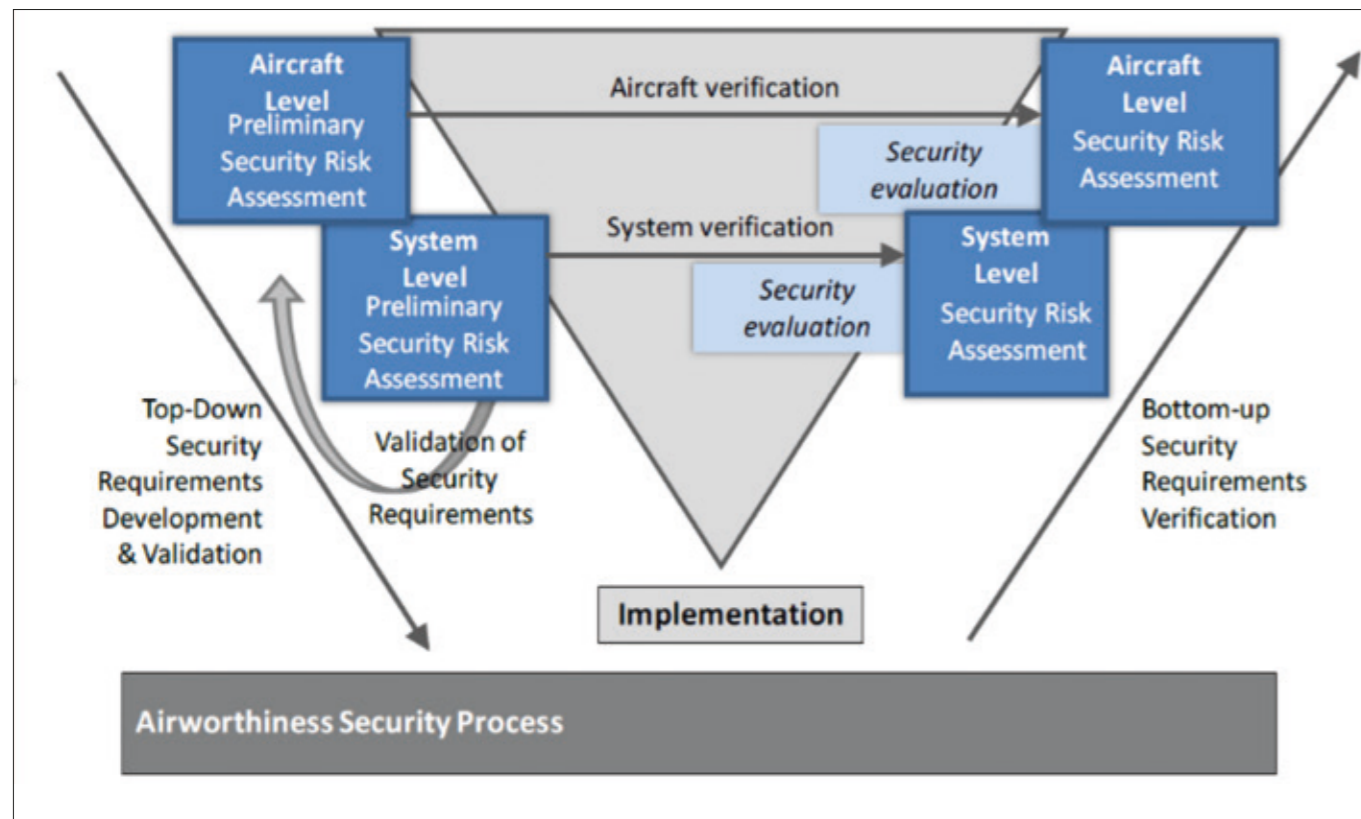 Aircraft
Level
Preliminary
Security Risk
Assessment
Aircraft verification
Aircraft
Level
Security Risk
Assessment
Security
evaluation
System
Level
Preliminary
Security Risk
Assessment
System verification
System
Level
Security Risk
Assessment
Security
evaluation
Top-Down
Security
Requirements
Development
& Validation
Validation of
Security
Requirements
Bottom-up
Security
Requirements
Verification
Implementation
Airworthiness Security Process